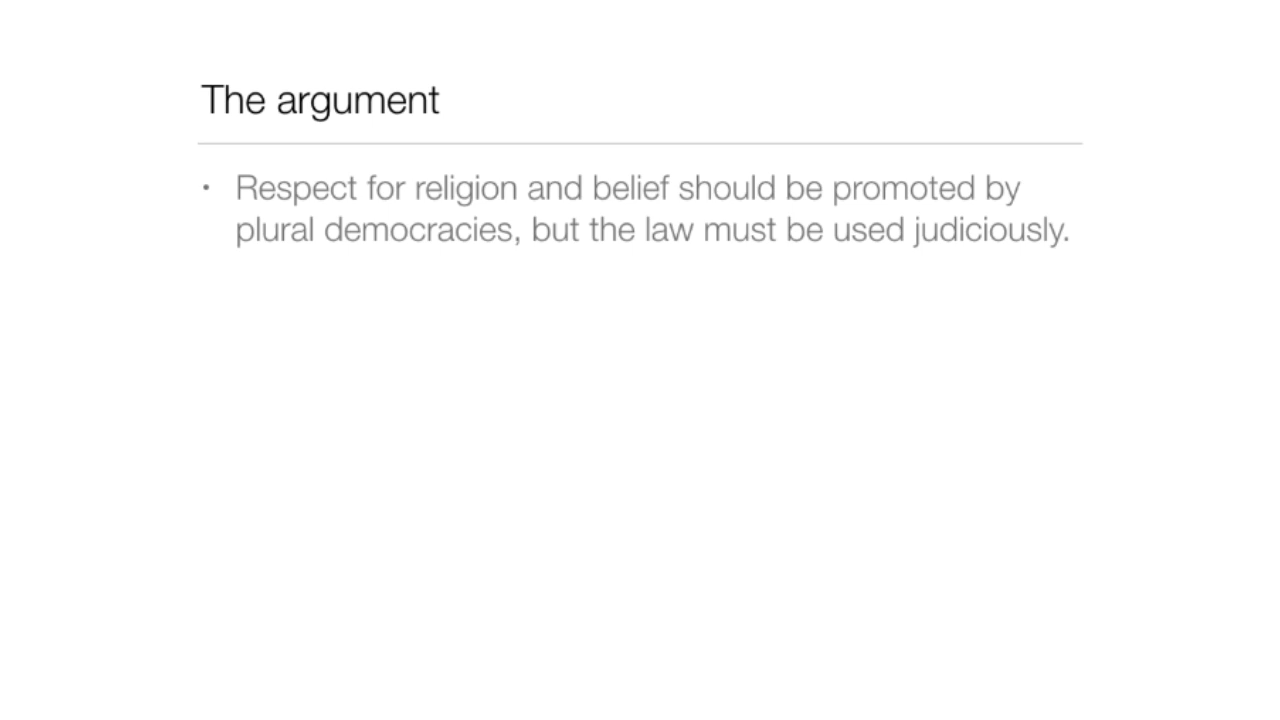 The argument
• Respect for religion and belief should be promoted by
plural democracies, but the law must be used judiciously.